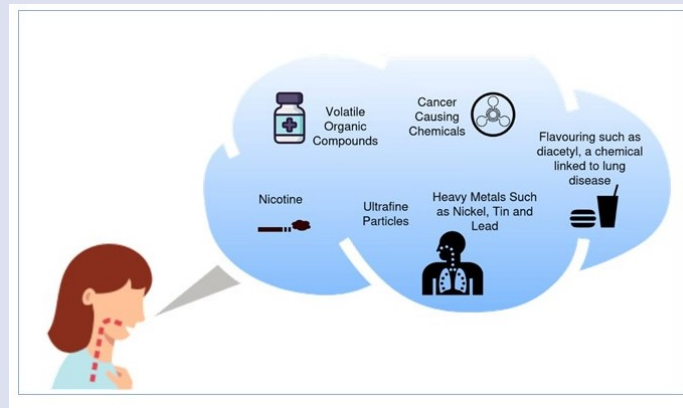 Volatile
Organic
Compounds
Cancer
Causing
Chemicals
Flavouring such as
diacetyl, a chemical
linked to lung
disease
Nicotine
Ultrafine
Particles
Heavy Metals Such
as Nickel, Tin and
Lead